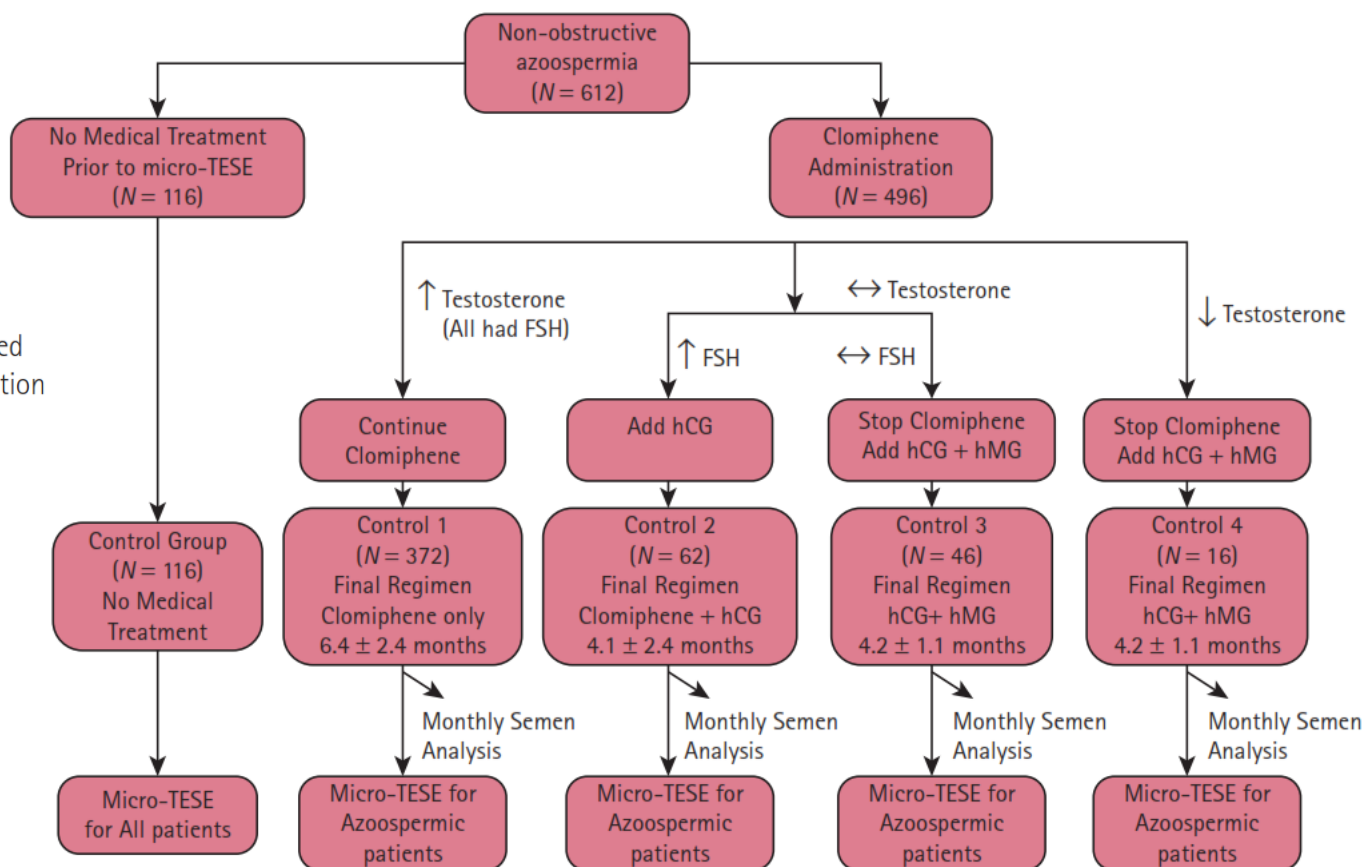 Non-obstructive
azoospermia
(N = 612)
No Medical Treatment
Prior to micro-TESE
(N = 116)
Clomiphene
Administration
(N = 496)
↑ Testosterone
(All had FSH)
↔ Testosterone
↓ Testosterone
↑ FSH
↔ FSH
ed
tion
Continue
Clomiphene
Add hCG
Stop Clomiphene
Add hCG + hMG
Stop Clomiphene
Add hCG + hMG
Control Group
(N = 116)
No Medical
Treatment
Control 1
(N = 372)
Final Regimen
Clomiphene only
6.4 ± 2.4 months
Control 2
(N = 62)
Final Regimen
Clomiphene + hCG
4.1 ± 2.4 months
Control 3
(N = 46)
Final Regimen
hCG+ hMG
4.2 ± 1.1 months
Control 4
(N = 16)
Final Regimen
hCG+ hMG
4.2 ± 1.1 months
Monthly Semen
Analysis
Monthly Semen
Analysis
Monthly Semen
Analysis
Monthly Semen
Analysis
Micro-TESE
for All patients
Micro-TESE for
Azoospermic
patients
Micro-TESE for
Azoospermic
patients
Micro-TESE for
Azoospermic
patients
Micro-TESE for
Azoospermic
patients